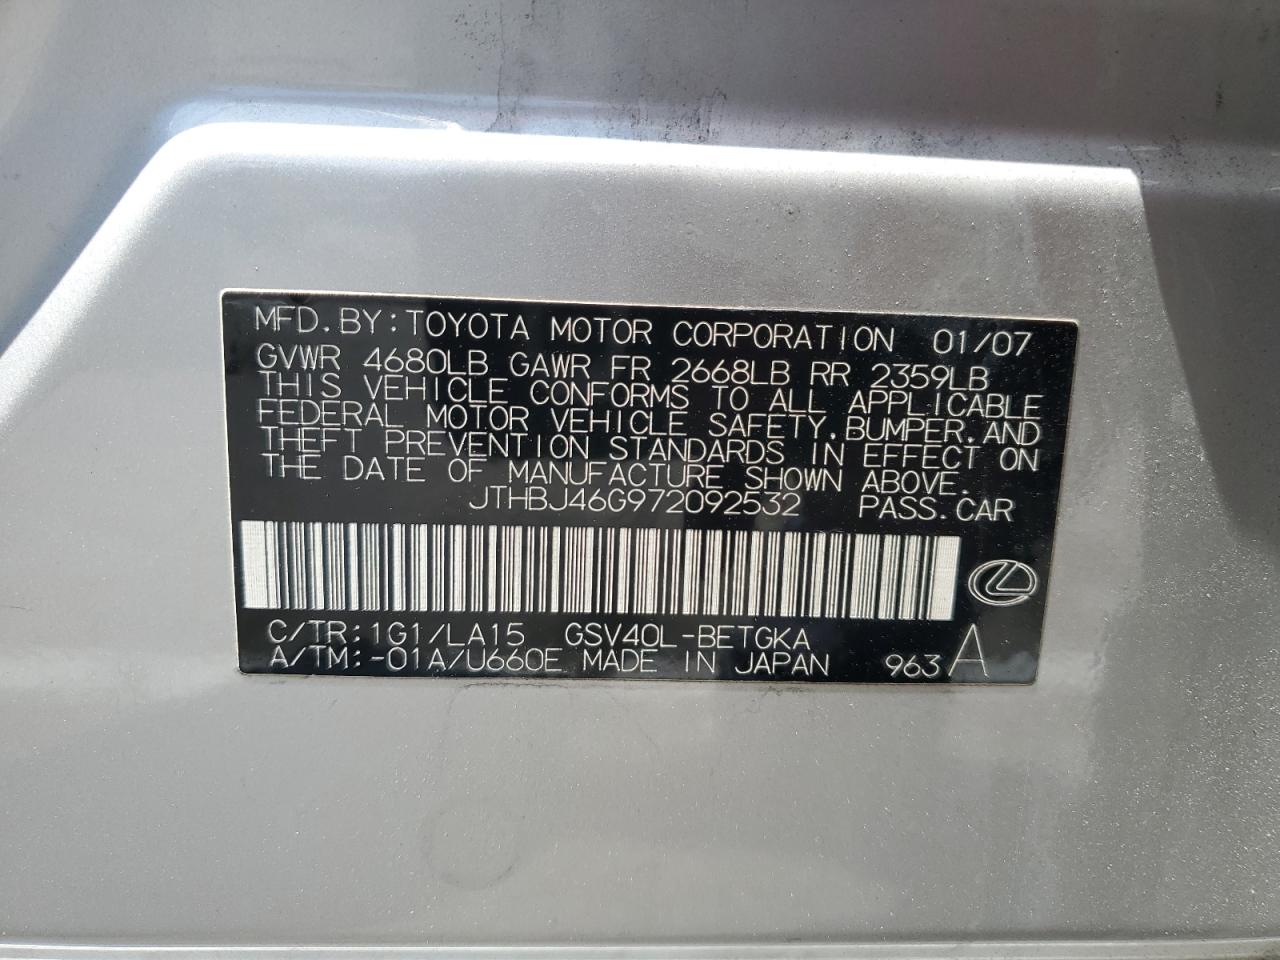 MFD.BY:TOYOTA MOTOR CORPORATION 01/07
GVWR 4680LB GAWR FR 2668LB RR 2359LB
THIS VEHICLE CONFORMS TO ALL APPLICABLE
FEDERAL MOTOR VEHICLE SAFETY,BUMPER,AND
THEFT PREVENTION STANDARDS IN EFFECT ON
THE DATE OF MANUFACTURE SHOWN ABOVE.
JTHBJ46G972092532 PASS.CAR
C/TR:1G1/LA15 GSV40L-BETGKA
A/TM:-01A/U660E MADE IN JAPAN 963 A